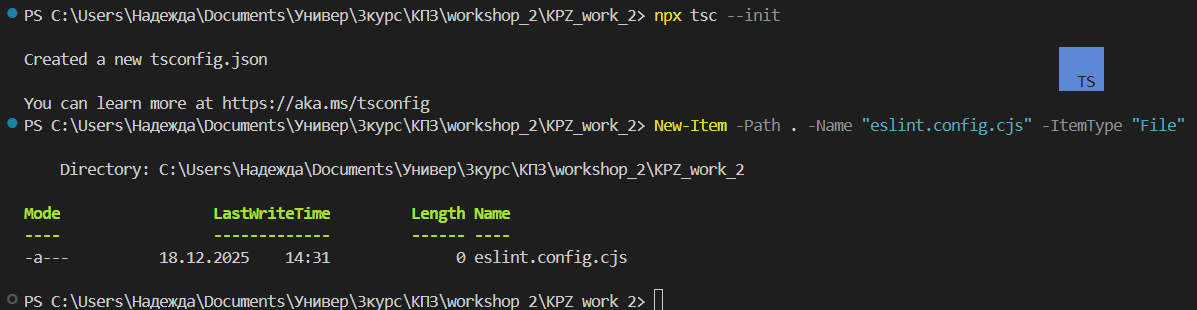 PS C:\Users\Надежда\Documents\Универ\3курс\КПЗ\workshop_2\KPZ_work_2> npx tsc --init
Created a new tsconfig.json
TS
You can learn more at https://aka.ms/tsconfig
PS C:\Users\Надежда\Documents\Универ\3курс\КПЗ\workshop_2\KPZ_work_2> New-Item -Path . -Name "eslint.config.cjs" -ItemType "File"
Directory: C:\Users\Надежда\Documents\Универ\3курс\КПЗ\workshop_2\KPZ_work_2
Mode LastWriteTime Length Name
---- ------------- ------ ----
-a--- 18.12.2025 14:31 0 eslint.config.cjs
PS C:\Users\Надежда\Documents\Универ\3курс\КПЗ\workshop_2\KPZ_work_2>